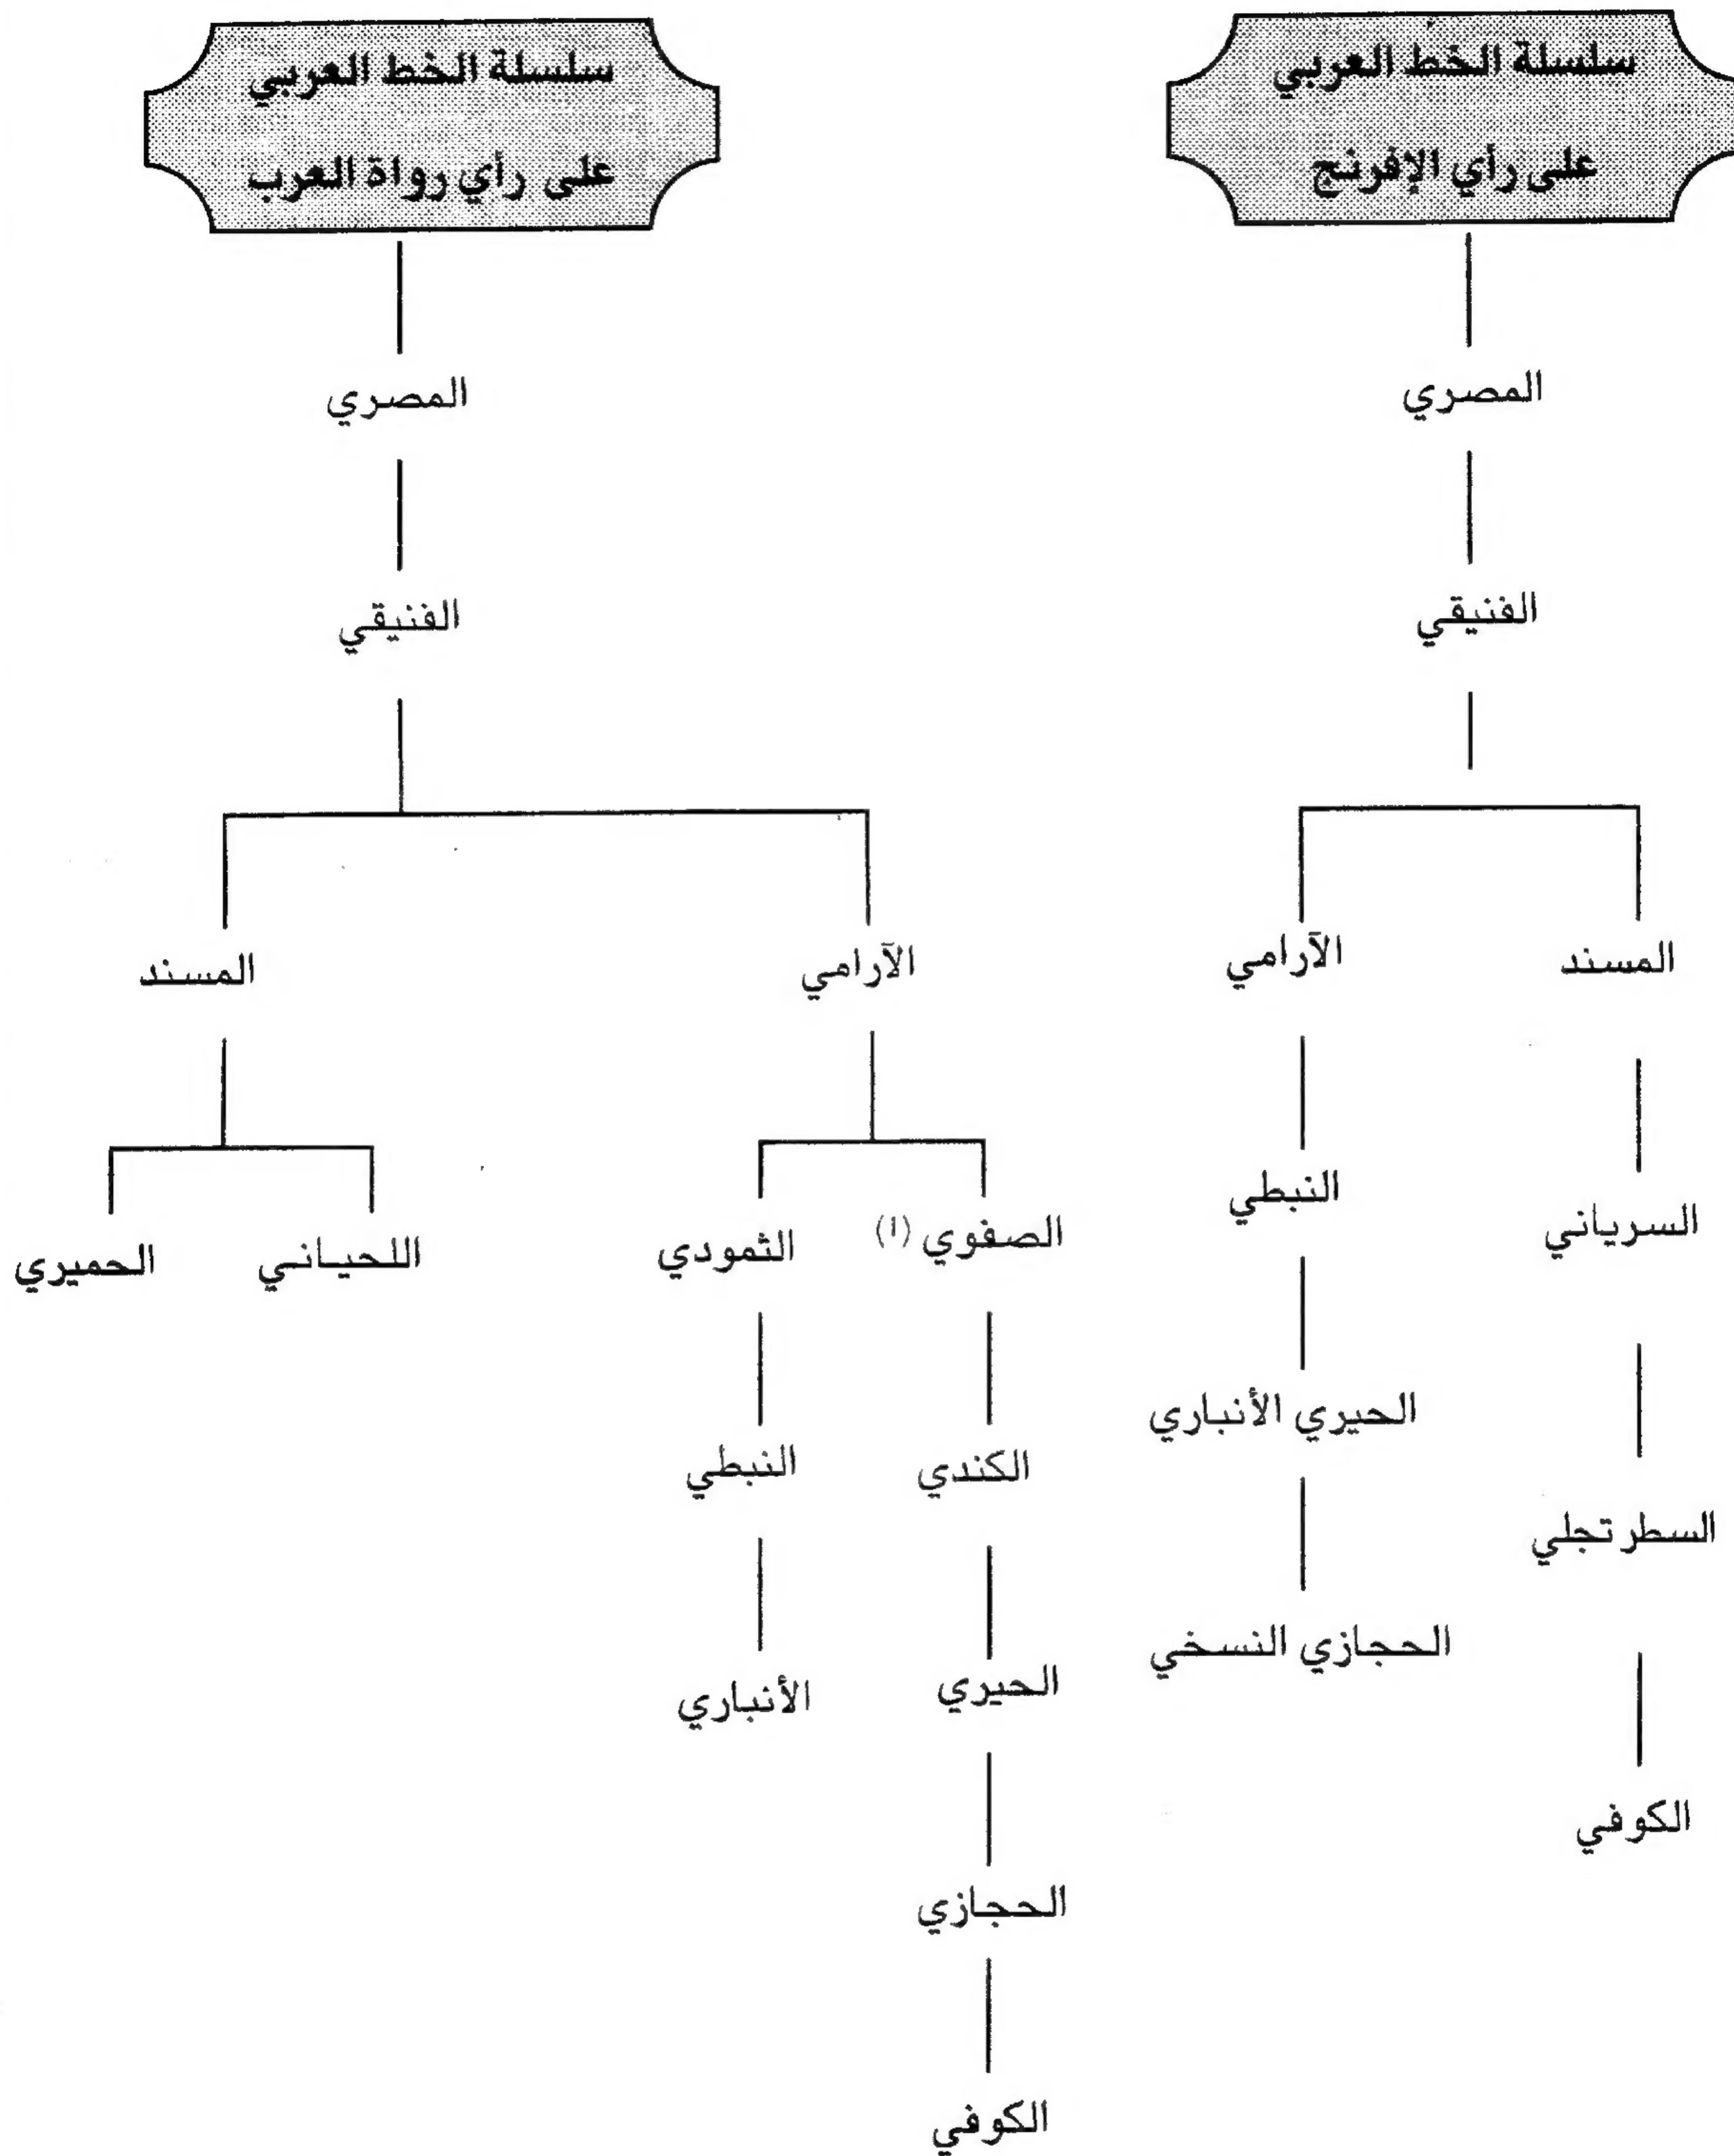 سلسلة الخط العربي
على رأي الإفرنج
المصري
الفنيقي
المسند
الآرامي
السرياني
النبطي
السطرتجلي
الحيري الأنباري
الكوفي
الحجازي النسخي
سلسلة الخط العربي
على رأي رواة العرب
المصري
الفنيقي
الآرامي
المسند
الصفوي (١)
الثمودي
اللحياني
الحميري
الكندي
النبطي
الحيري
الأنباري
الحجازي
الكوفي